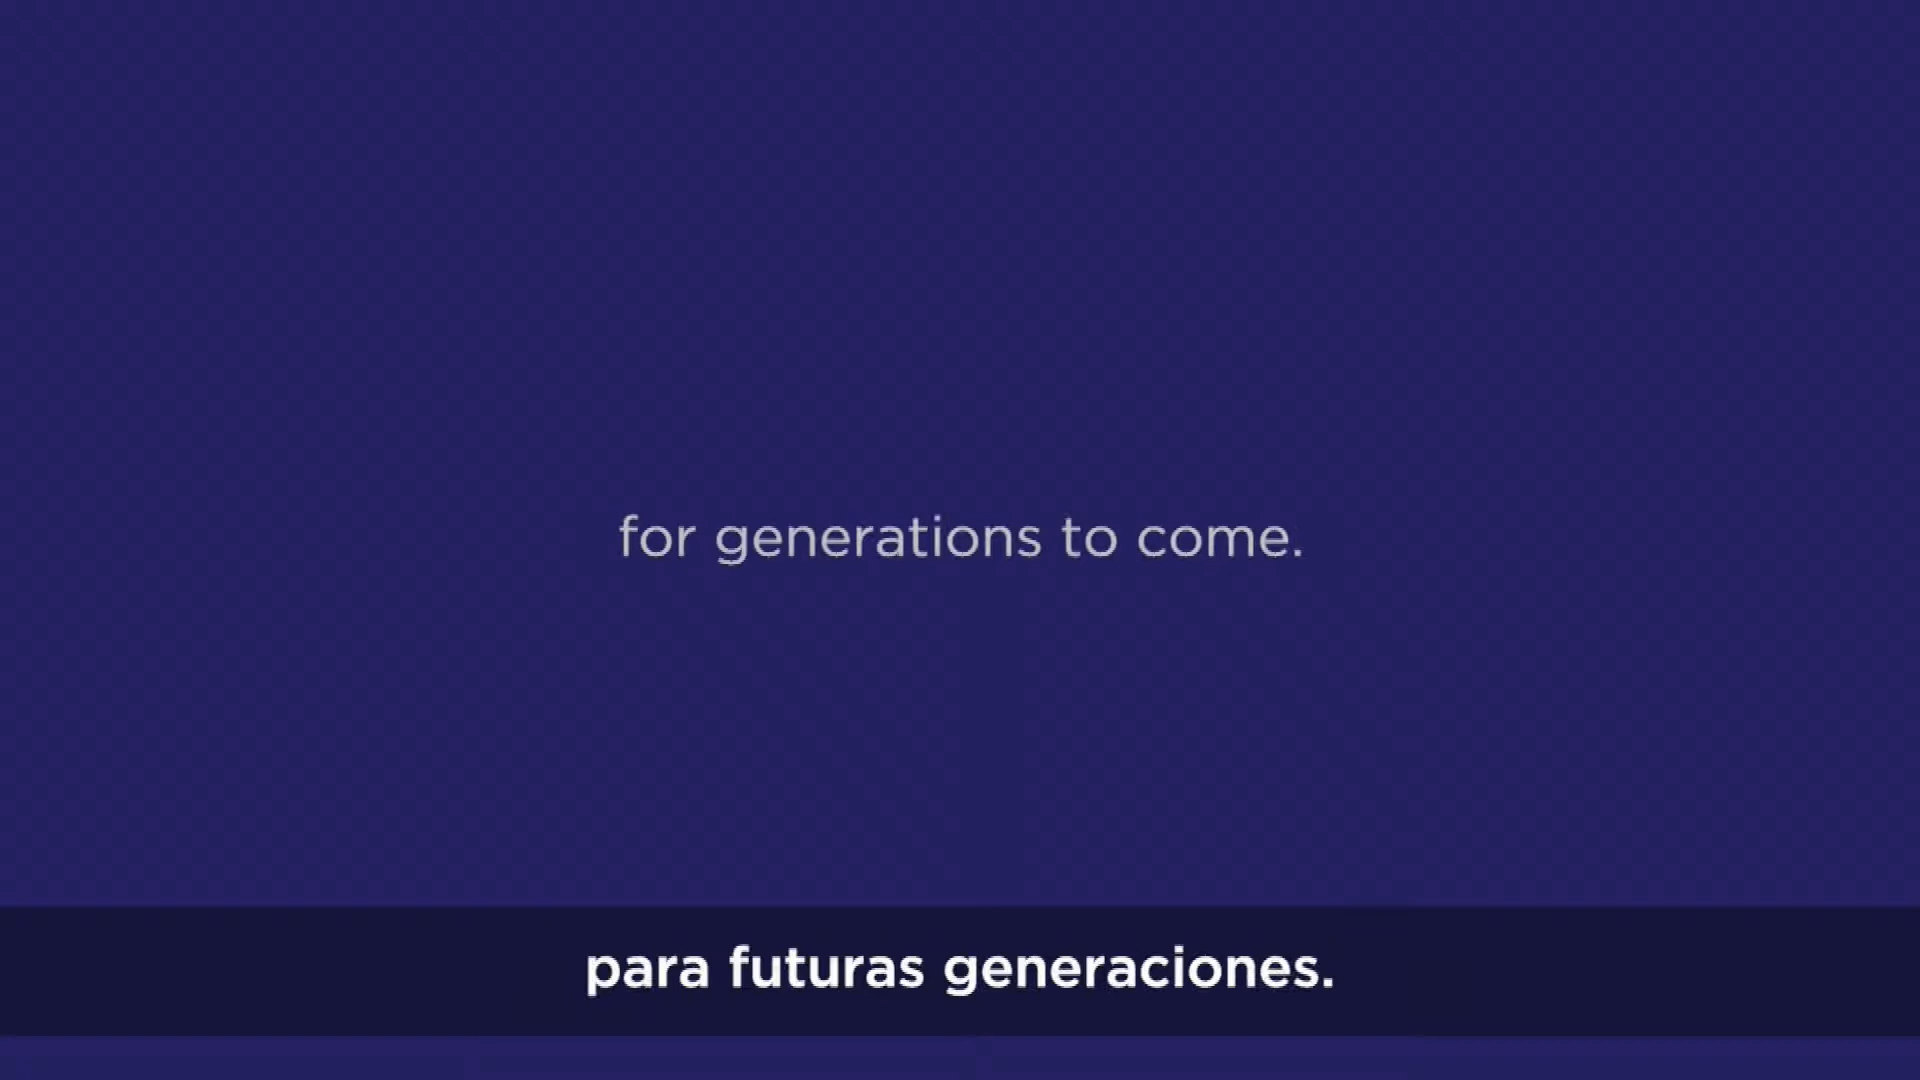 for generations to come.
para futuras generaciones.